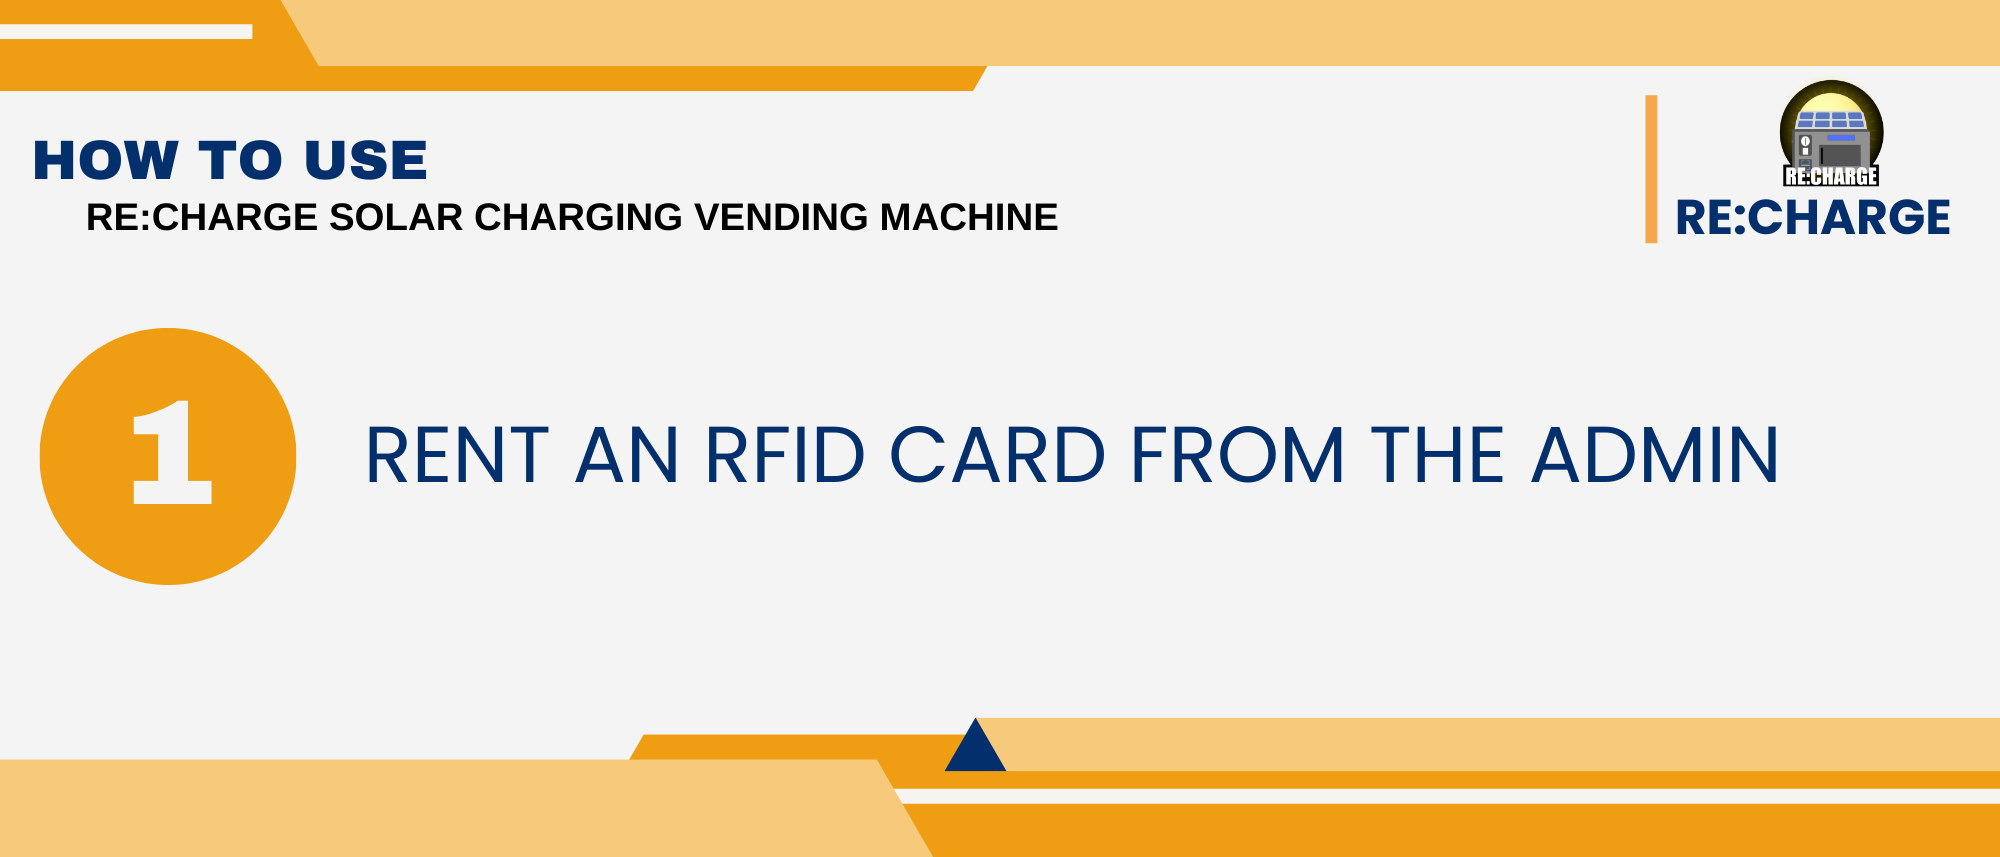 HOW TO USE
RE:CHARGE SOLAR CHARGING VENDING MACHINE
RE:CHARGE
RE:CHARGE
1
RENT AN RFID CARD FROM THE ADMIN